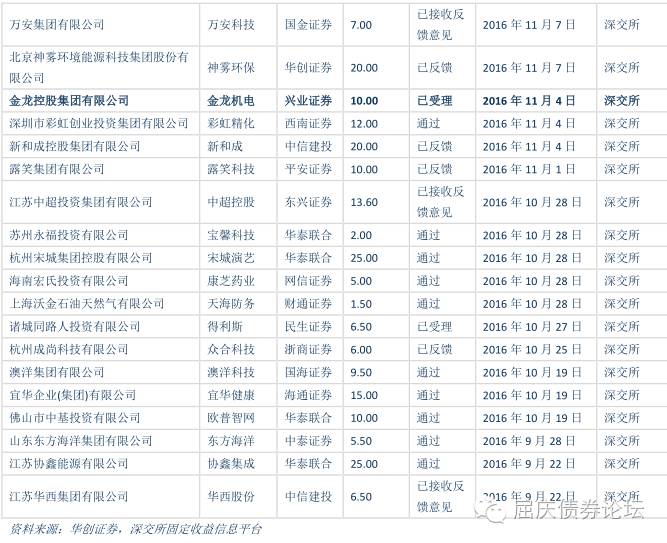 万安集团有限公司 万安科技 国金证券 7.00 已接收反馈意见 2016 年 11 月 7 日 深交所
北京神雾环境能源科技集团股份有限公司 神雾环保 华创证券 20.00 已反馈 2016 年 11 月 7 日 深交所
金龙控股集团有限公司 金龙机电 兴业证券 10.00 已受理 2016 年 11 月 4 日 深交所
深圳市彩虹创业投资集团有限公司 彩虹精化 西南证券 12.00 通过 2016 年 11 月 4 日 深交所
新和成控股集团有限公司 新和成 中信建投 20.00 已反馈 2016 年 11 月 4 日 深交所
露笑集团有限公司 露笑科技 平安证券 10.00 已反馈 2016 年 11 月 1 日 深交所
江苏中超投资集团有限公司 中超控股 东兴证券 13.60 已接收反馈意见 2016 年 10 月 28 日 深交所
苏州永福投资有限公司 宝馨科技 华泰联合 2.00 通过 2016 年 10 月 28 日 深交所
杭州宋城集团控股有限公司 宋城演艺 华泰联合 25.00 通过 2016 年 10 月 28 日 深交所
海南宏氏投资有限公司 康芝药业 网信证券 5.00 通过 2016 年 10 月 28 日 深交所
上海沃金石油天然气有限公司 天海防务 财通证券 1.50 通过 2016 年 10 月 28 日 深交所
诸城同路人投资有限公司 得利斯 民生证券 6.50 已受理 2016 年 10 月 27 日 深交所
杭州成尚科技有限公司 众合科技 浙商证券 6.00 已反馈 2016 年 10 月 25 日 深交所
澳洋集团有限公司 澳洋科技 国海证券 9.50 通过 2016 年 10 月 19 日 深交所
宜华企业(集团)有限公司 宜华健康 海通证券 15.00 通过 2016 年 10 月 19 日 深交所
佛山市中基投资有限公司 欧普智网 华泰联合 10.00 通过 2016 年 10 月 19 日 深交所
山东东方海洋集团有限公司 东方海洋 中泰证券 5.50 通过 2016 年 9 月 28 日 深交所
江苏协鑫能源有限公司 协鑫集成 华泰联合 25.00 通过 2016 年 9 月 22 日 深交所
江苏华西集团有限公司 华西股份 中信建投 6.50 已接收反馈意见 2016 年 9 月 22 日 深交所
资料来源：华创证券，深交所固定收益信息平台
屈庆债券论坛